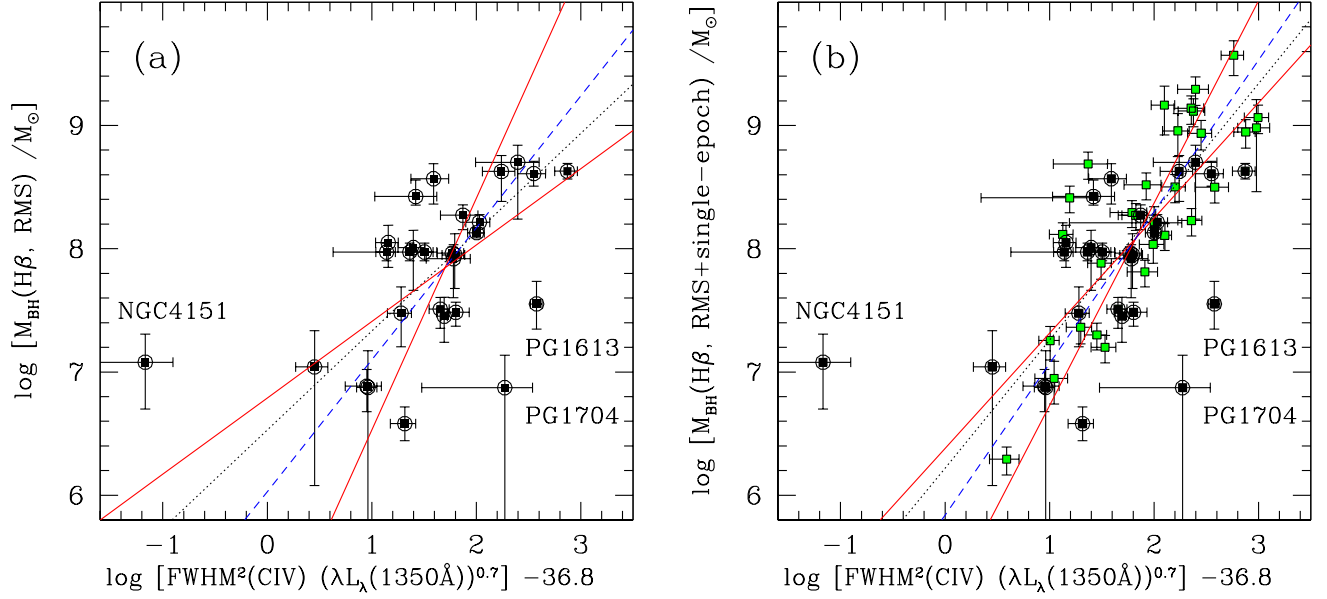 (a)
log [M_BH(Hβ, RMS) /M_⊙]
9
8
7
6
NGC4151
PG1613
PG1704
−1 0 1 2 3
log [FWHM²(CIV) (λL_λ(1350Å))^0.7] −36.8
(b)
log [M_BH(Hβ, RMS+single−epoch) /M_⊙]
9
8
7
6
NGC4151
PG1613
PG1704
−1 0 1 2 3
log [FWHM²(CIV) (λL_λ(1350Å))^0.7] −36.8